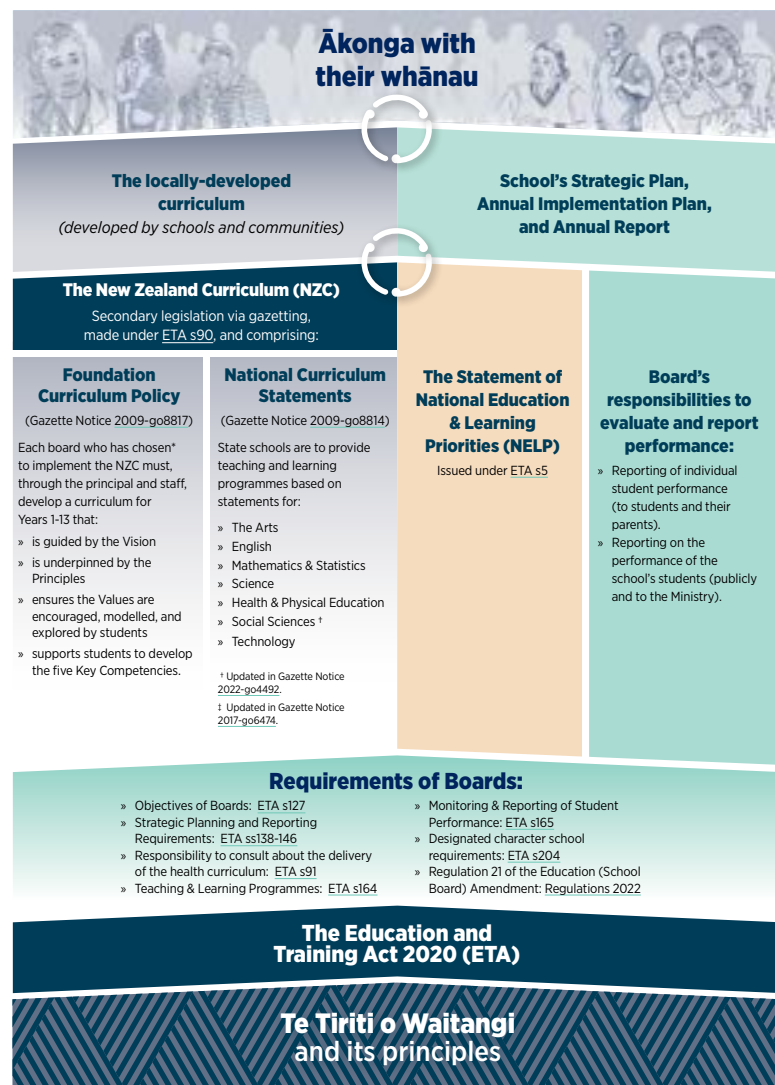 Ākonga with
their whānau
The locally-developed
curriculum
(developed by schools and communities)
School's Strategic Plan,
Annual Implementation Plan,
and Annual Report
The New Zealand Curriculum (NZC)
Secondary legislation via gazetting,
made under ETA s90, and comprising:
Foundation
Curriculum Policy
(Gazette Notice 2009-go8817)
Each board who has chosen*
to implement the NZC must,
through the principal and staff,
develop a curriculum for
Years 1-13 that:
» is guided by the Vision
» is underpinned by the
Principles
» ensures the Values are
encouraged, modelled, and
explored by students
» supports students to develop
the five Key Competencies.
National Curriculum
Statements
(Gazette Notice 2009-go8814)
State schools are to provide
teaching and learning
programmes based on
statements for:
» The Arts
» English
» Mathematics & Statistics
» Science
» Health & Physical Education
» Social Sciences †
» Technology
† Updated in Gazette Notice
2022-go4492.
‡ Updated in Gazette Notice
2017-go6474.
The Statement of
National Education
& Learning
Priorities (NELP)
Issued under ETA s5
Board's
responsibilities to
evaluate and report
performance:
» Reporting of individual
student performance
(to students and their
parents).
» Reporting on the
performance of the
school's students (publicly
and to the Ministry).
Requirements of Boards:
» Objectives of Boards: ETA s127
» Strategic Planning and Reporting
Requirements: ETA ss138-146
» Responsibility to consult about the delivery
of the health curriculum: ETA s91
» Teaching & Learning Programmes: ETA s164
» Monitoring & Reporting of Student
Performance: ETA s165
» Designated character school
requirements: ETA s204
» Regulation 21 of the Education (School
Board) Amendment: Regulations 2022
The Education and
Training Act 2020 (ETA)
Te Tiriti o Waitangi
and its principles